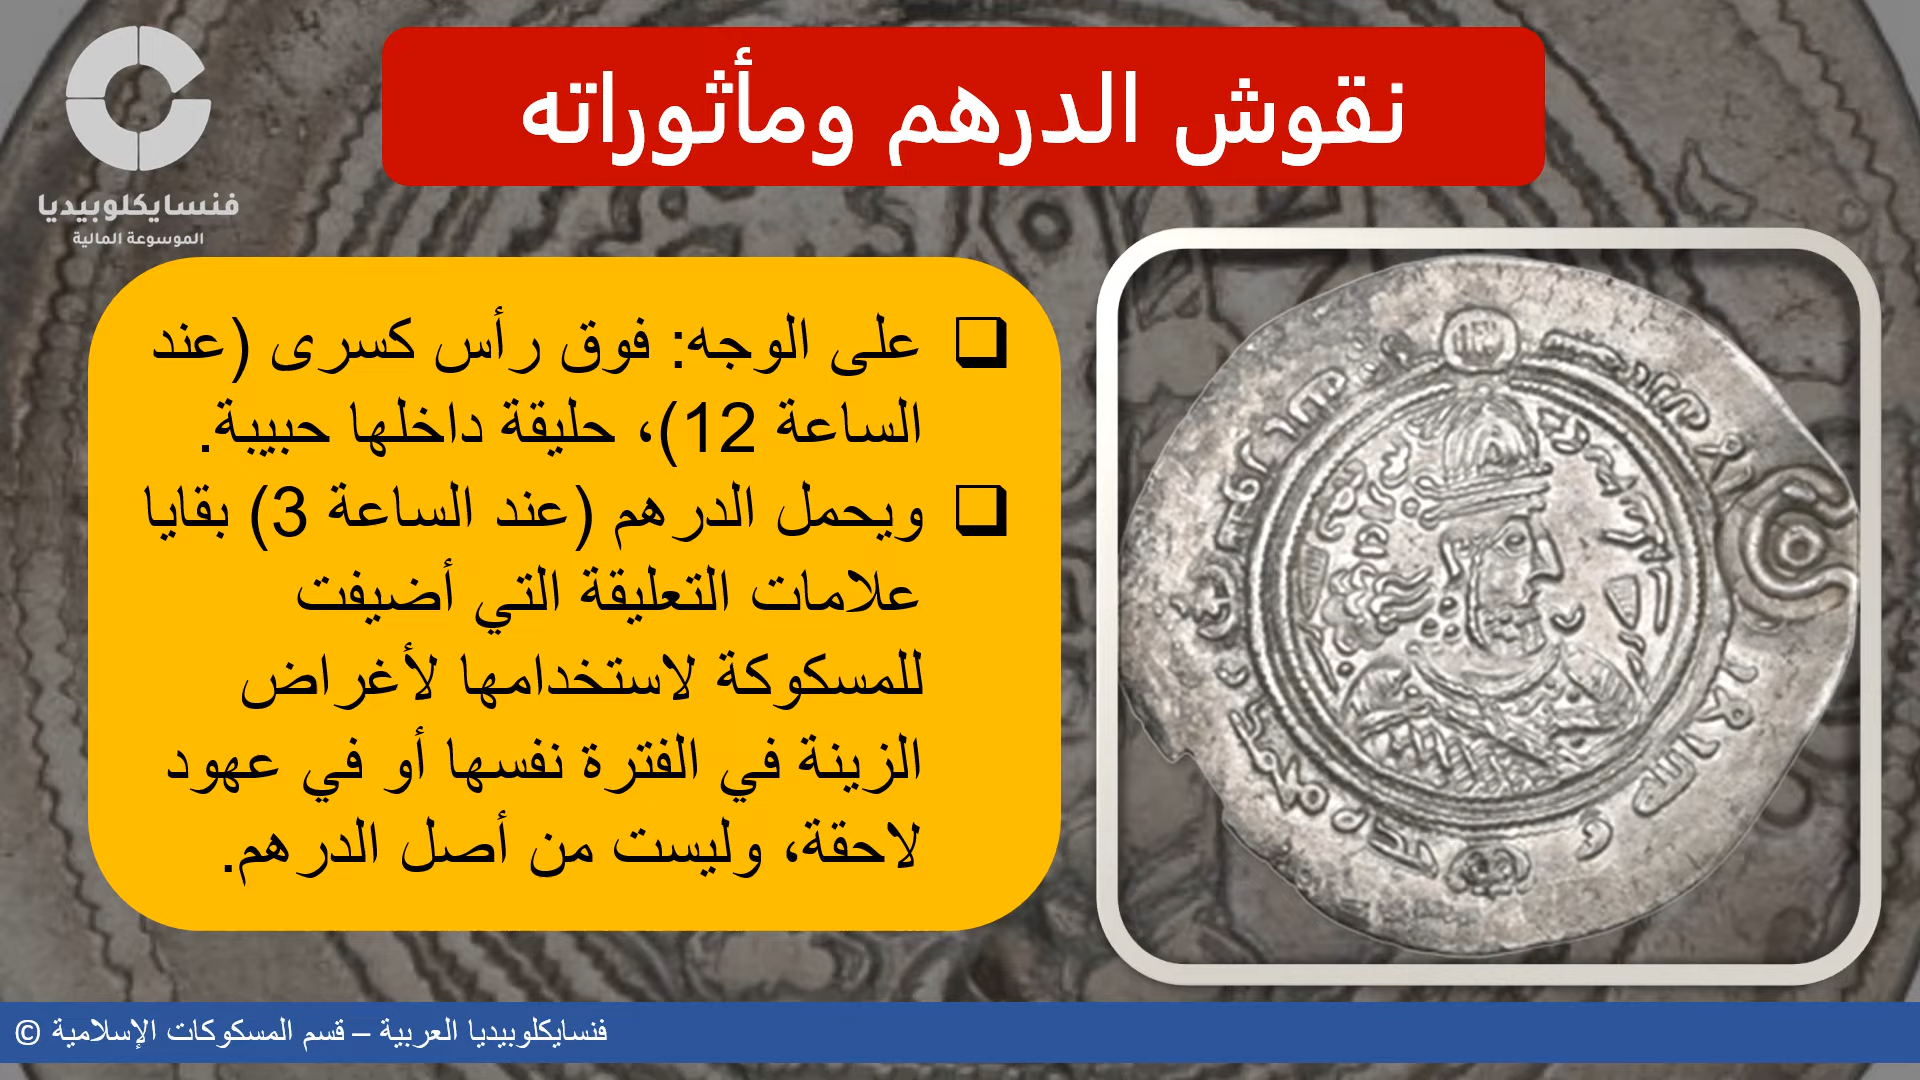 نقوش الدرهم ومأثوراته
فنسايكلوبيديا
الموسوعة المالية
على الوجه: فوق رأس كسرى (عند
الساعة 12)، حليقة داخلها حبيبة.
ويحمل الدرهم (عند الساعة 3) بقايا
علامات التعليقة التي أضيفت
للمسكوكة لاستخدامها لأغراض
الزينة في الفترة نفسها أو في عهود
لاحقة، وليست من أصل الدرهم.
فنسايكلوبيديا العربية – قسم المسكوكات الإسلامية ©